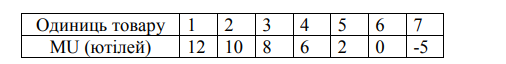 Одиниць товару 1 2 3 4 5 6 7
MU (ютілей) 12 10 8 6 2 0 -5